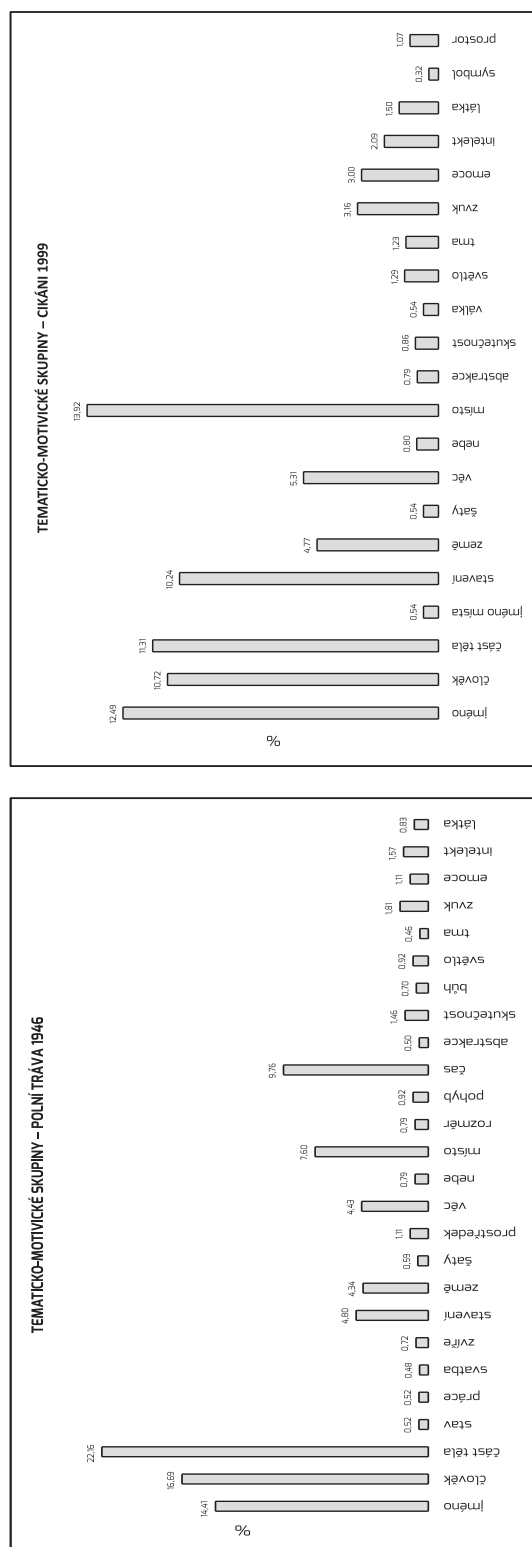 TEMATICKO-MOTIVICKÉ SKUPINY – POLNÍ TRÁVA 1946
%
14,41
16,69
22,16
0,52
0,52
0,48
0,72
4,80
4,34
0,59
1,11
4,43
0,79
7,60
0,79
0,92
9,76
0,50
1,46
0,70
0,92
0,46
1,81
1,11
1,57
0,83
jméno
člověk
část těla
stav
práce
svatba
zvíře
stavení
země
šaty
prostředek
věc
nebe
místo
rozměr
pohyb
čas
abstrakce
skutečnost
bůh
světlo
tma
zvuk
emoce
intelekt
látka
TEMATICKO-MOTIVICKÉ SKUPINY – CIKÁNI 1999
%
12,49
10,72
11,31
0,54
10,24
4,77
0,54
5,31
0,80
13,92
0,79
0,86
0,54
1,29
1,23
3,16
3,00
2,09
1,50
0,32
1,07
jméno
člověk
část těla
jméno místa
stavení
země
šaty
věc
nebe
místo
abstrakce
skutečnost
válka
světlo
tma
zvuk
emoce
intelekt
látka
symbol
prostor